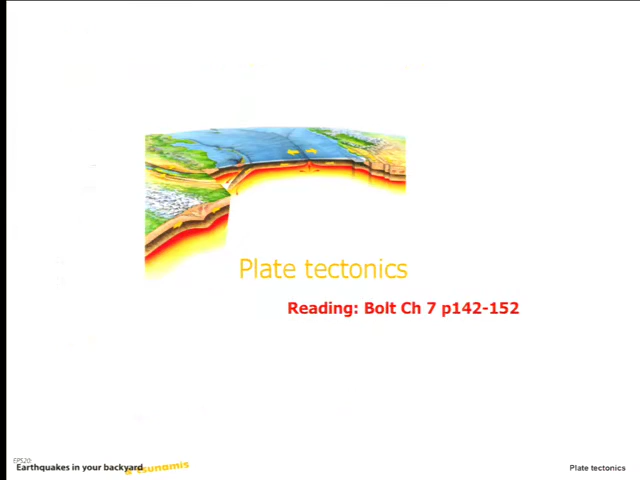 Plate tectonics
Reading: Bolt Ch 7 p142-152
EPS20:
Earthquakes in your backyard
& tsunamis
Plate tectonics